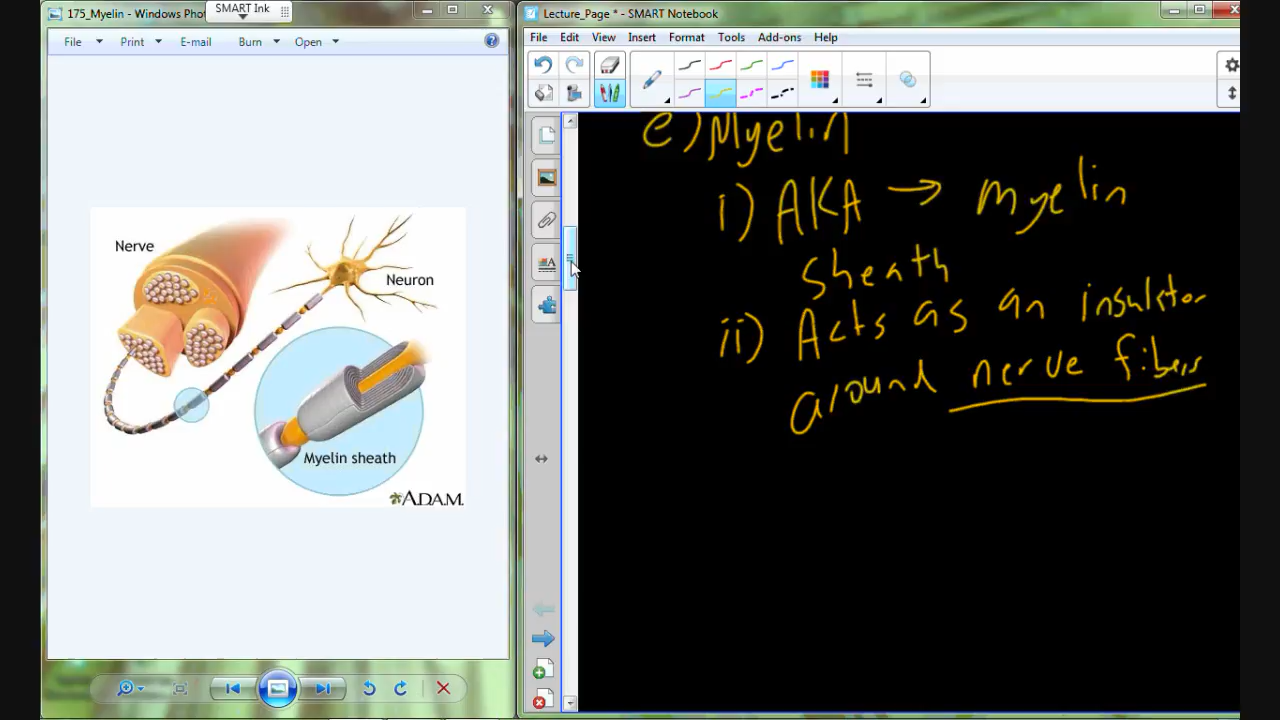 175_Myelin - Windows Phot
SMART Ink
File Print E-mail Burn Open
Nerve
Neuron
Myelin sheath
A.D.A.M.
Lecture_Page * - SMART Notebook
File Edit View Insert Format Tools Add-ons Help
e) Myelin
i) AKA → Myelin
Sheath
ii) Acts as an insulator
around nerve fibers